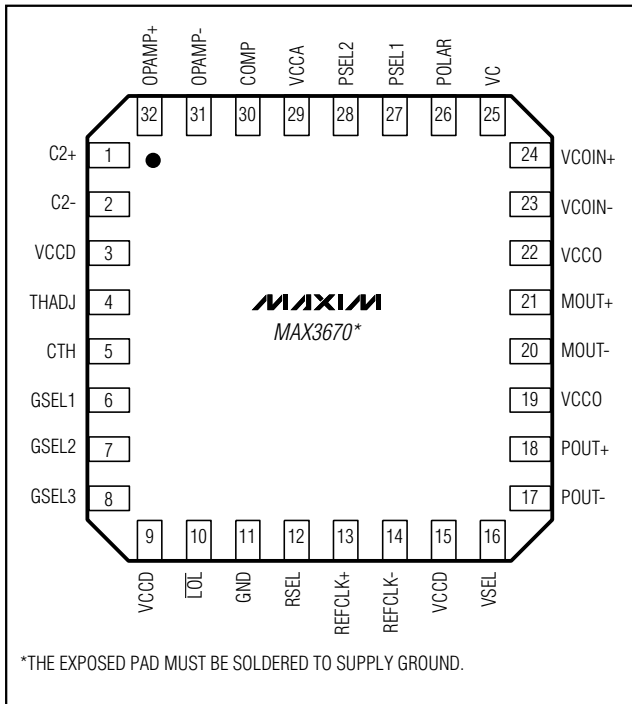 OPAMP+
OPAMP-
COMP
VCCA
PSEL2
PSEL1
POLAR
VC
32
31
30
29
28
27
26
25
C2+
1
C2-
2
VCCD
3
THADJ
4
CTH
5
GSEL1
6
GSEL2
7
GSEL3
8
MAXIM
MAX3670*
24
VCOIN+
23
VCOIN-
22
VCCO
21
MOUT+
20
MOUT-
19
VCCO
18
POUT+
17
POUT-
9
10
11
12
13
14
15
16
VCCD
LOL
GND
RSEL
REFCLK+
REFCLK-
VCCD
VSEL
*THE EXPOSED PAD MUST BE SOLDERED TO SUPPLY GROUND.